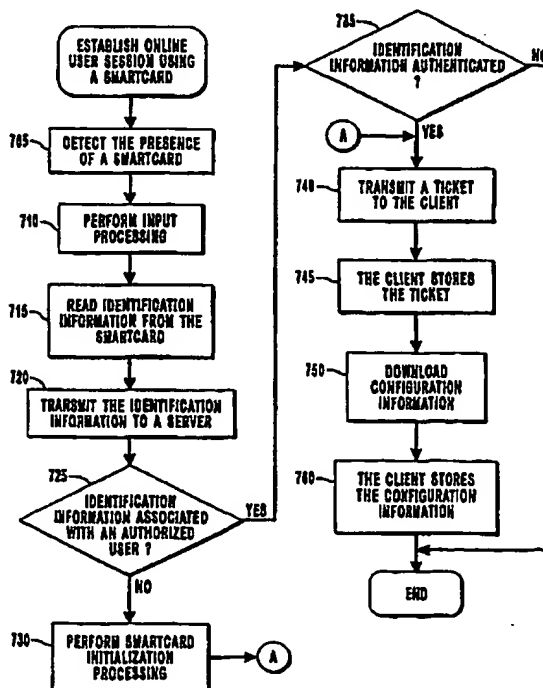 ESTABLISH ONLINE
USER SESSION USING
A SMARTCARD
705
DETECT THE PRESENCE
OF A SMARTCARD
710
PERFORM INPUT
PROCESSING
715
READ IDENTIFICATION
INFORMATION FROM THE
SMARTCARD
720
TRANSMIT THE IDENTIFICATION
INFORMATION TO A SERVER
725
IDENTIFICATION
INFORMATION ASSOCIATED
WITH AN AUTHORIZED
USER ?
YES
NO
730
PERFORM SMARTCARD
INITIALIZATION
PROCESSING
A
735
IDENTIFICATION
INFORMATION AUTHENTICATED
?
NO
YES
A
740
TRANSMIT A TICKET
TO THE CLIENT
745
THE CLIENT STORES
THE TICKET
750
DOWNLOAD
CONFIGURATION
INFORMATION
760
THE CLIENT STORES
THE CONFIGURATION
INFORMATION
END